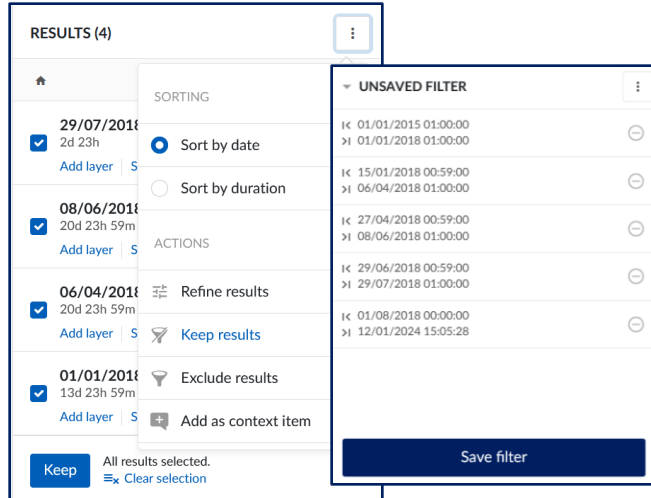 RESULTS (4)
29/07/2018
2d 23h
Add layer
08/06/2018
20d 23h 59m
Add layer
06/04/2018
20d 23h 59m
Add layer
01/01/2018
13d 23h 59m
Add layer
Keep
All results selected.
Clear selection
SORTING
Sort by date
Sort by duration
ACTIONS
Refine results
Keep results
Exclude results
Add as context item
UNSAVED FILTER
01/01/2015 01:00:00
01/01/2018 01:00:00
15/01/2018 00:59:00
06/04/2018 01:00:00
27/04/2018 00:59:00
08/06/2018 01:00:00
29/06/2018 00:59:00
29/07/2018 01:00:00
01/08/2018 00:00:00
12/01/2024 15:05:28
Save filter